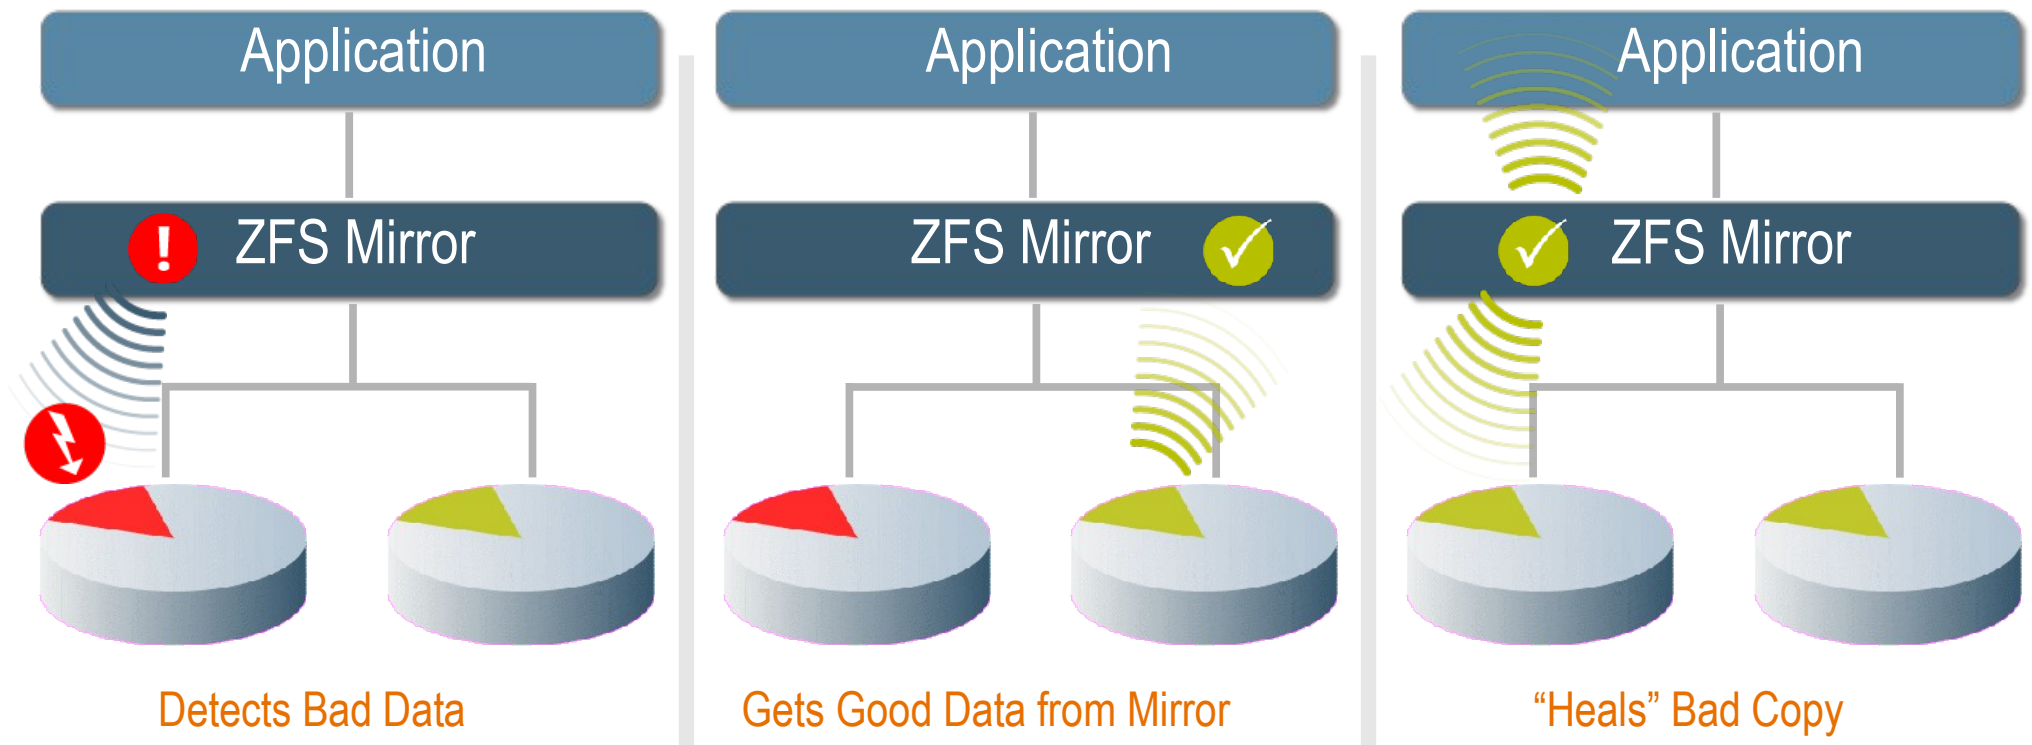 Application
ZFS Mirror
Detects Bad Data
Application
ZFS Mirror
Gets Good Data from Mirror
Application
ZFS Mirror
“Heals” Bad Copy